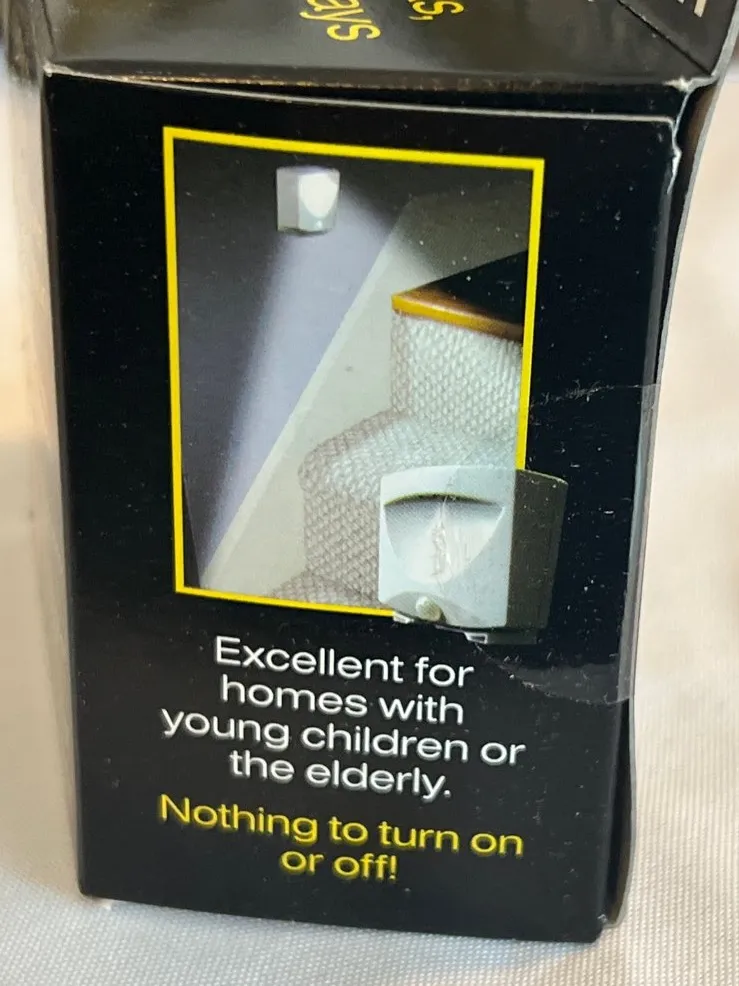 Excellent for
homes with
young children or
the elderly.
Nothing to turn on
or off!